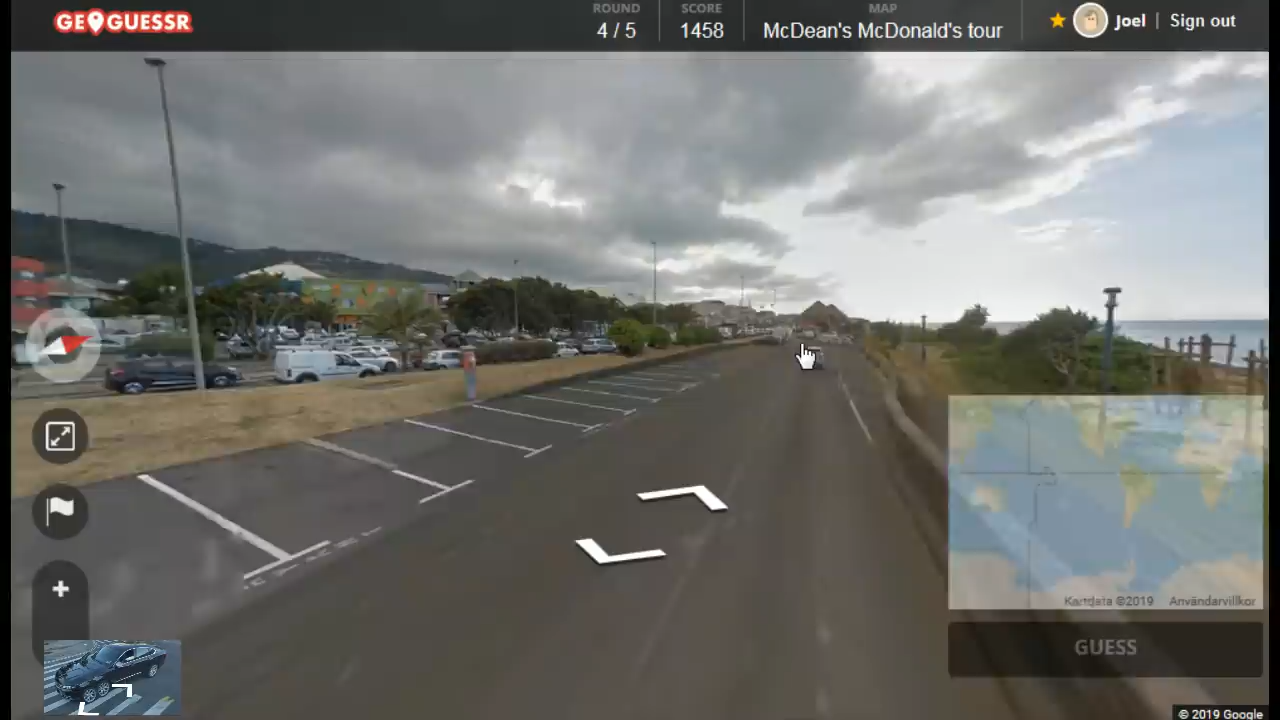 GEOGUESSR
ROUND
4 / 5
SCORE
1458
MAP
McDean's McDonald's tour
Joel | Sign out
Kartdata ©2019 Användarvillkor
GUESS
© 2019 Google